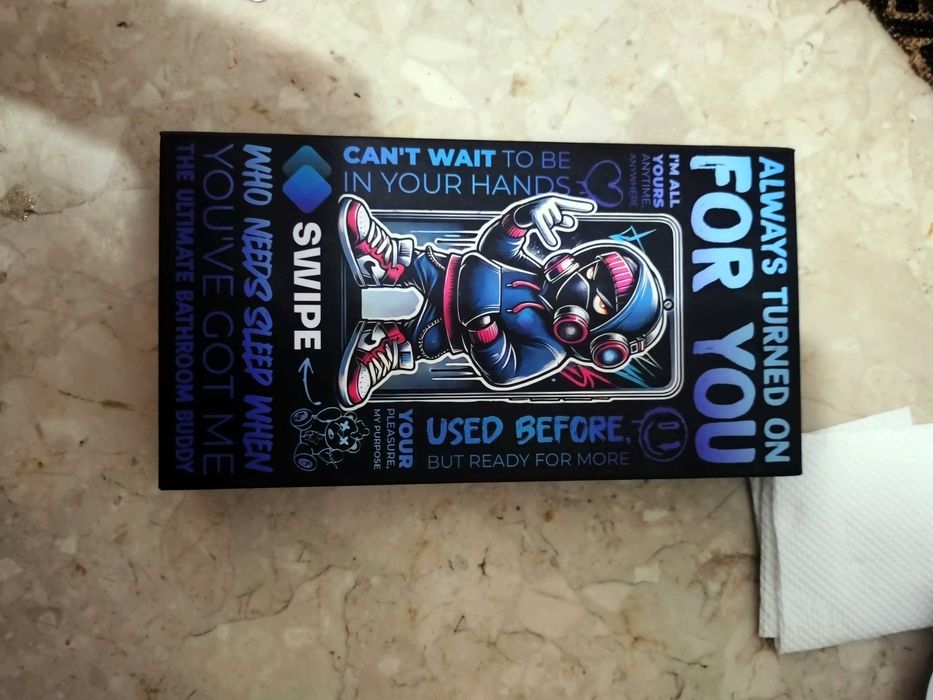 ALWAYS TURNED ON
FOR YOU
I'M ALL
YOURS
ANYTIME,
ANYWHERE
CAN'T WAIT TO BE
IN YOUR HANDS
USED BEFORE,
BUT READY FOR MORE
YOUR
PLEASURE,
MY PURPOSE
SWIPE
WHO NEEDS SLEEP WHEN
YOU'VE GOT ME
THE ULTIMATE BATHROOM BUDDY